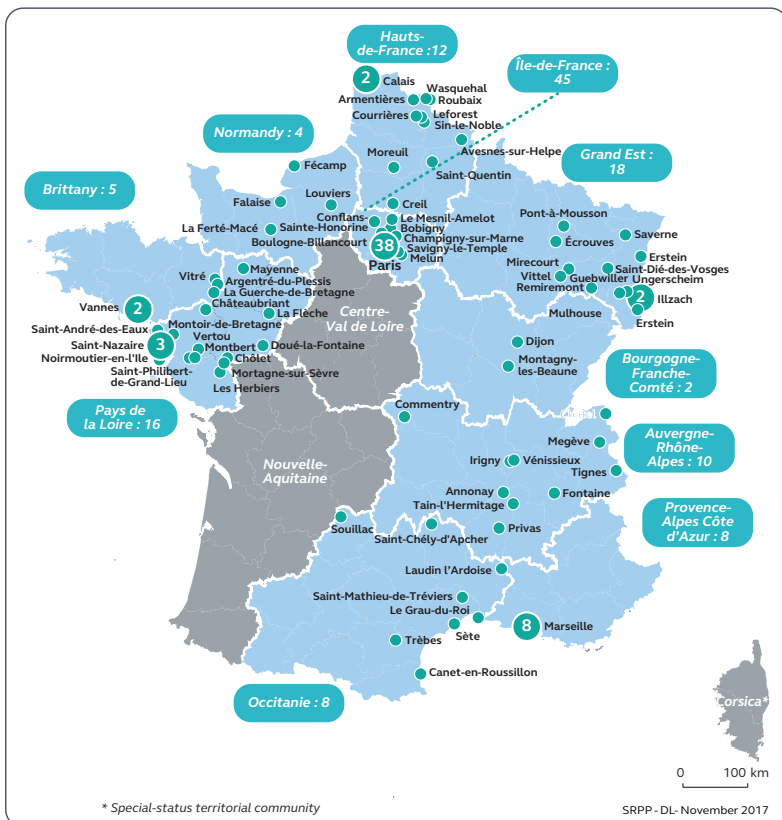 Hauts-
de-France :12
Île-de-France :
45
2
Calais
Wasquehal
Armentières
Roubaix
Courrières
Leforest
Sin-le-Noble
Normandy : 4
Avesnes-sur-Helpe
Moreuil
Fécamp
Saint-Quentin
Grand Est :
18
Brittany : 5
Louviers
Falaise
Creil
Pont-à-Mousson
Conflans-
Sainte-Honorine
Le Mesnil-Amelot
La Ferté-Macé
Bobigny
Saverne
Boulogne-Billancourt
Champigny-sur-Marne
Écrouves
38
Savigny-le-Temple
Erstein
Paris
Melun
Mirecourt
Saint-Dié-des-Vosges
Mayenne
Vittel
Guebwiller
Ungerscheim
Vitré
Argentré-du-Plessis
Remiremont
La Guerche-de-Bretagne
2
Illzach
Vannes
2
Châteaubriant
Centre-
Val de Loire
Mulhouse
La Flèche
Erstein
Saint-André-des-Eaux
Montoir-de-Bretagne
Saint-Nazaire
3
Vertou
Doué-la-Fontaine
Dijon
Noirmoutier-en-l'Ile
Montbert
Chôlet
Bourgogne-
Franche-
Comté : 2
Saint-Philibert-
de-Grand-Lieu
Mortagne-sur-Sèvre
Montagny-
les-Beaune
Les Herbiers
Pays de
la Loire : 16
Commentry
Megève
Auvergne-
Rhône-
Alpes : 10
Nouvelle-
Aquitaine
Irigny
Vénissieux
Tignes
Annonay
Fontaine
Tain-l'Hermitage
Provence-
Alpes Côte
d'Azur : 8
Souillac
Privas
Saint-Chély-d'Apcher
Laudin l'Ardoise
Saint-Mathieu-de-Tréviers
Le Grau-du-Roi
8
Marseille
Sète
Trèbes
Canet-en-Roussillon
Occitanie : 8
Corsica*
0 100 km
* Special-status territorial community
SRPP - DL- November 2017